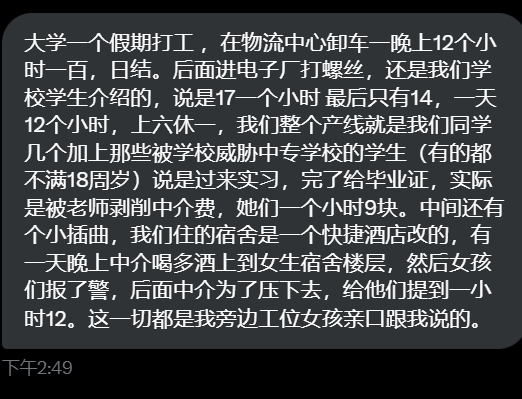 大学一个假期打工 ，在物流中心卸车一晚上12个小
时一百，日结。后面进电子厂打螺丝，还是我们学
校学生介绍的，说是17一个小时 最后只有14，一天
12个小时，上六休一，我们整个产线就是我们同学
几个加上那些被学校威胁中专学校的学生（有的都
不满18周岁）说是过来实习，完了给毕业证，实际
是被老师剥削中介费，她们一个小时9块。中间还有
个小插曲，我们住的宿舍是一个快捷酒店改的，有
一天晚上中介喝多酒上到女生宿舍楼层，然后女孩
们报了警，后面中介为了压下去，给他们提到一小
时12。这一切都是我旁边工位女孩亲口跟我说的。
下午2:49